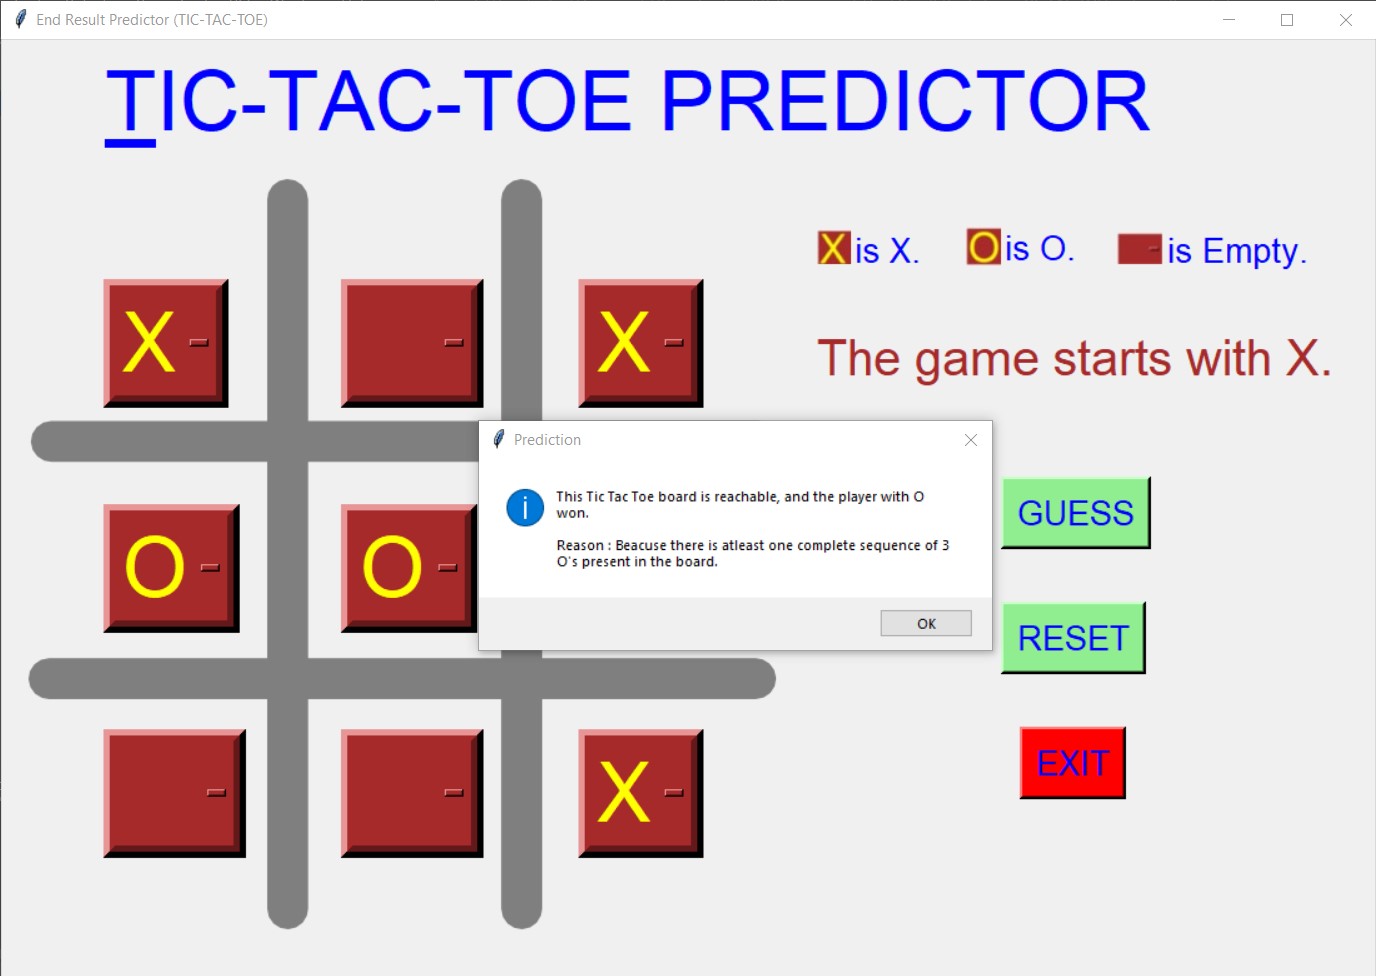 End Result Predictor (TIC-TAC-TOE)
TIC-TAC-TOE PREDICTOR
X is X. O is O. is Empty.
The game starts with X.
X X
O O
X
Prediction
This Tic Tac Toe board is reachable, and the player with O
won.
Reason : Beacuse there is atleast one complete sequence of 3
O's present in the board.
OK
GUESS
RESET
EXIT